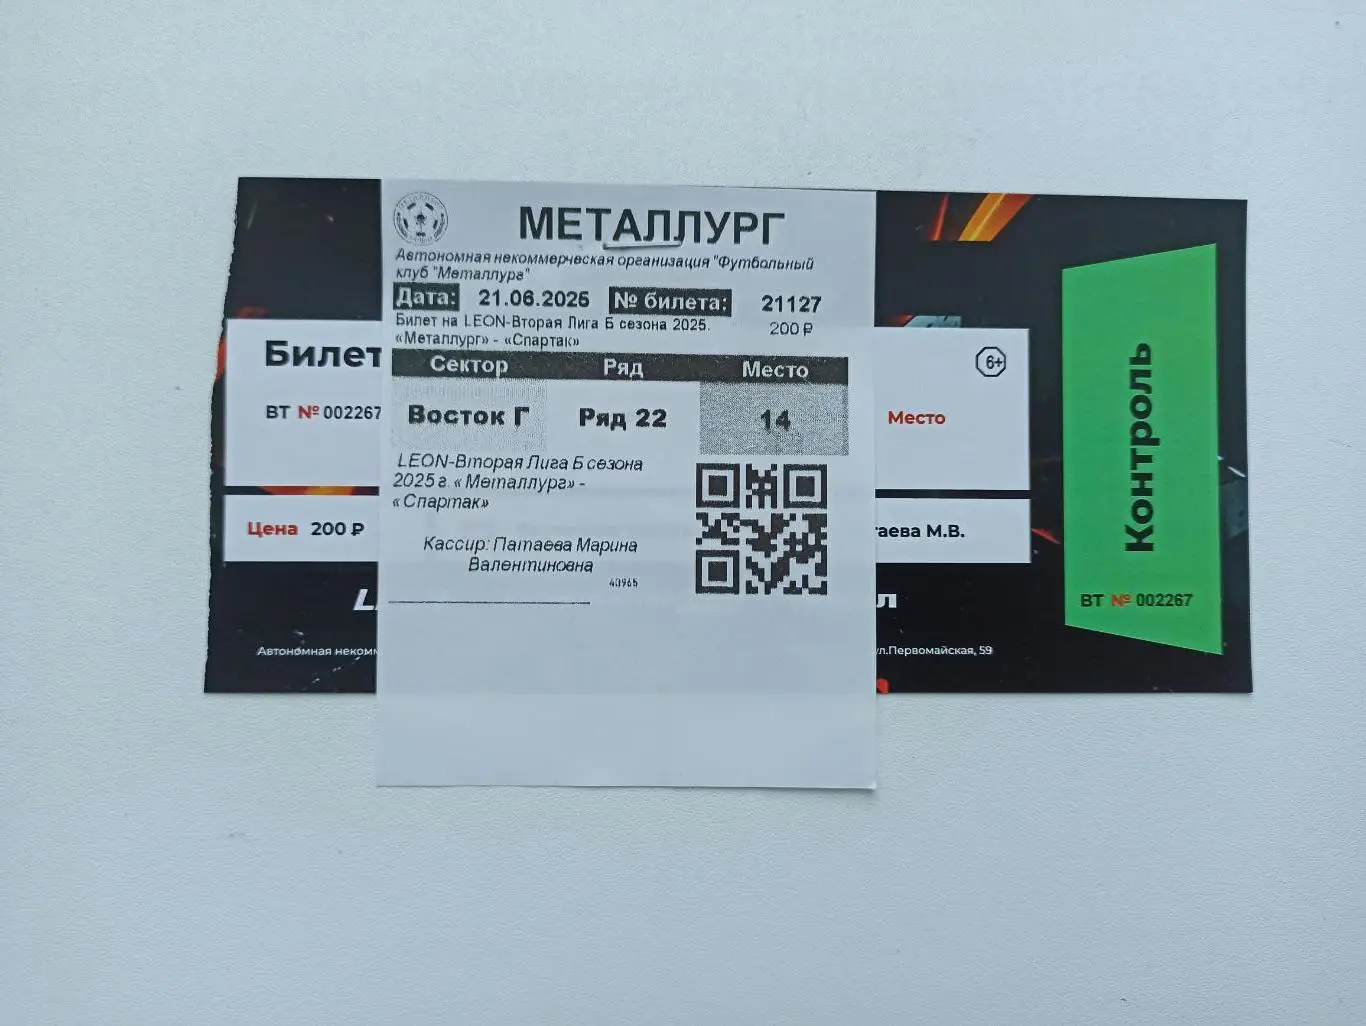 МЕТАЛЛУРГ
Автономная некоммерческая организация "Футбольный
клуб "Металлург"
Дата: 21.06.2025 № билета: 21127
Билет на LEON-Вторая Лига Б сезона 2025. 200 ₽
«Металлург» - «Спартак»
Сектор Ряд Место
Восток Г Ряд 22 14
LEON-Вторая Лига Б сезона
2025 г. « Металлург» -
«Спартак»
Кассир: Патаева Марина
Валентиновна
40965
Билет
ВТ № 002267
Цена 200 ₽
Автономная неком
6+
Место
таева М.В.
л
ул.Первомайская, 59
Контроль
ВТ № 002267